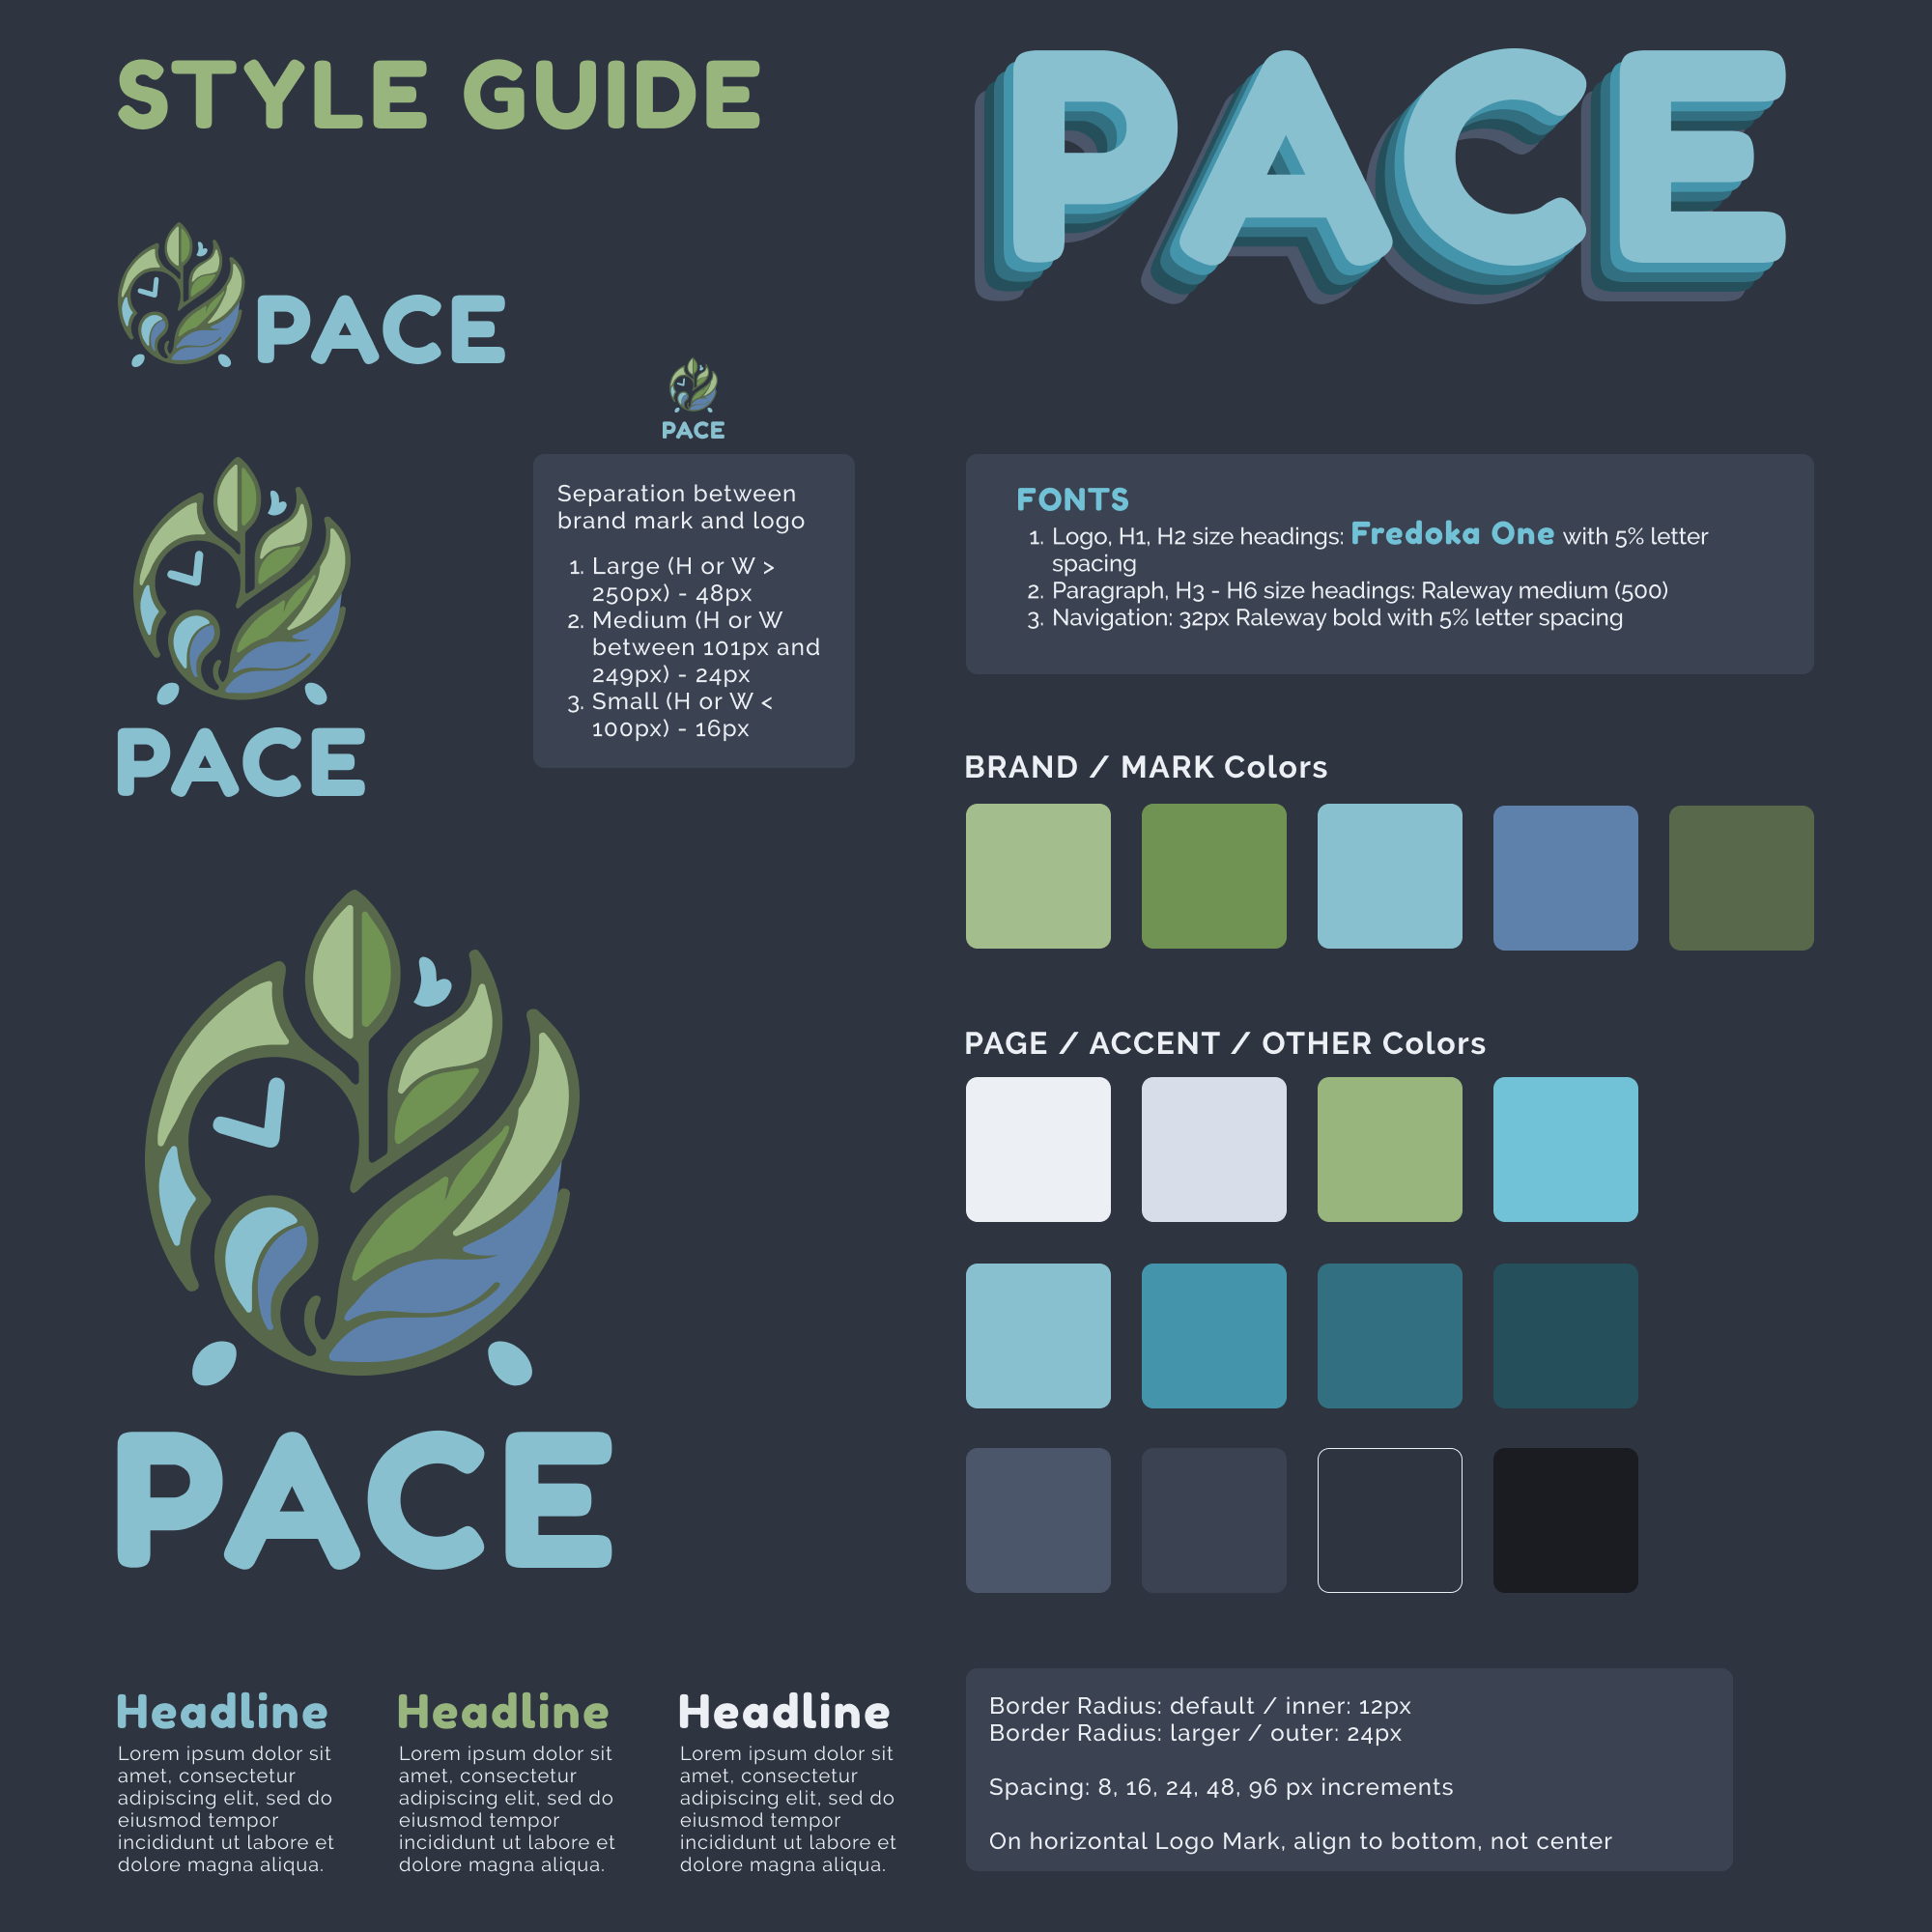 STYLE GUIDE
PACE
PACE
PACE
Separation between
brand mark and logo
1. Large (H or W >
250px) - 48px
2. Medium (H or W
between 101px and
249px) - 24px
3. Small (H or W <
100px) - 16px
PACE
PACE
FONTS
1. Logo, H1, H2 size headings: Fredoka One with 5% letter
spacing
2. Paragraph, H3 - H6 size headings: Raleway medium (500)
3. Navigation: 32px Raleway bold with 5% letter spacing
BRAND / MARK Colors
PAGE / ACCENT / OTHER Colors
Headline
Lorem ipsum dolor sit
amet, consectetur
adipiscing elit, sed do
eiusmod tempor
incididunt ut labore et
dolore magna aliqua.
Headline
Lorem ipsum dolor sit
amet, consectetur
adipiscing elit, sed do
eiusmod tempor
incididunt ut labore et
dolore magna aliqua.
Headline
Lorem ipsum dolor sit
amet, consectetur
adipiscing elit, sed do
eiusmod tempor
incididunt ut labore et
dolore magna aliqua.
Border Radius: default / inner: 12px
Border Radius: larger / outer: 24px
Spacing: 8, 16, 24, 48, 96 px increments
On horizontal Logo Mark, align to bottom, not center